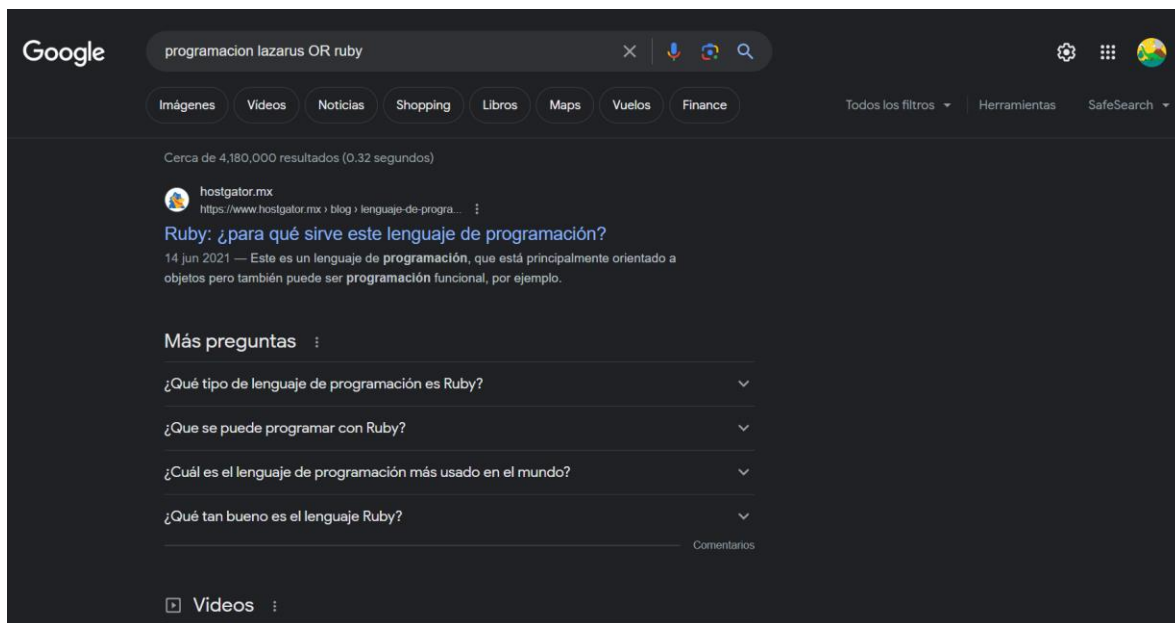 Google
programacion lazarus OR ruby
Imágenes
Videos
Noticias
Shopping
Libros
Maps
Vuelos
Finance
Todos los filtros
Herramientas
SafeSearch
Cerca de 4,180,000 resultados (0.32 segundos)
hostgator.mx
https://www.hostgator.mx › blog › lenguaje-de-progra...
Ruby: ¿para qué sirve este lenguaje de programación?
14 jun 2021 — Este es un lenguaje de programación, que está principalmente orientado a
objetos pero también puede ser programación funcional, por ejemplo.
Más preguntas
¿Qué tipo de lenguaje de programación es Ruby?
¿Que se puede programar con Ruby?
¿Cuál es el lenguaje de programación más usado en el mundo?
¿Qué tan bueno es el lenguaje Ruby?
Comentarios
Videos